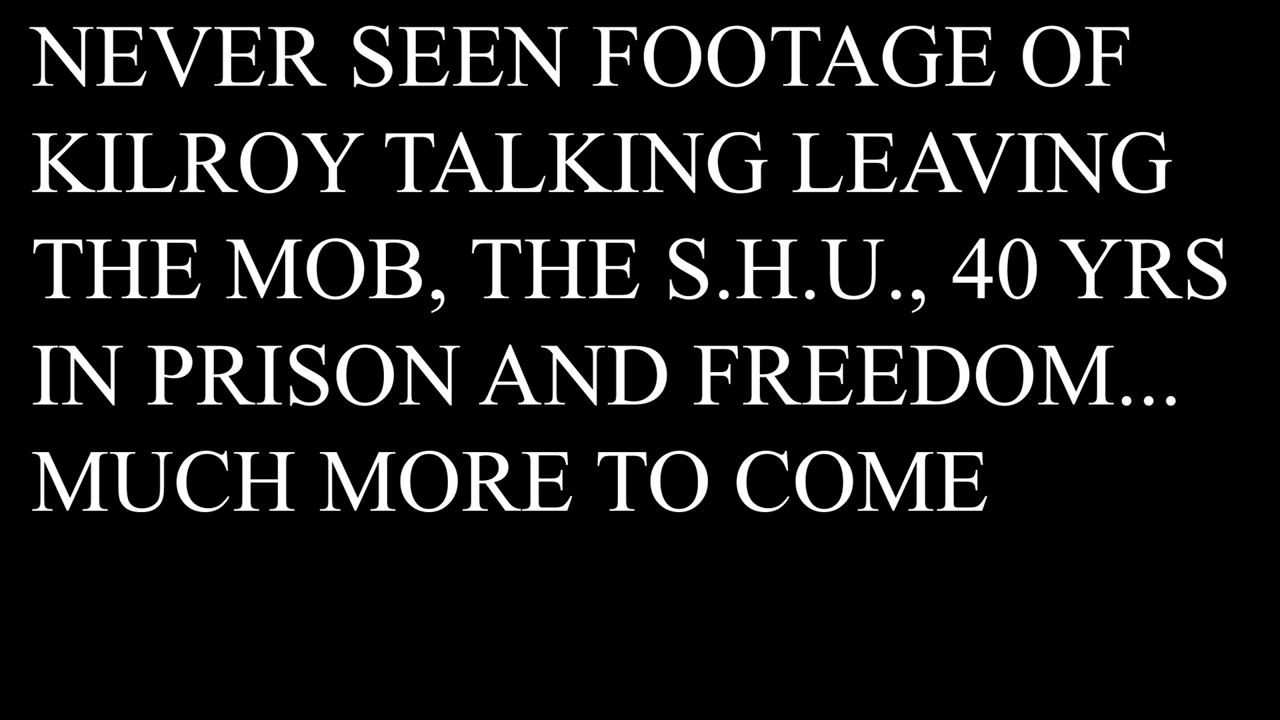 NEVER SEEN FOOTAGE OF
KILROY TALKING LEAVING
THE MOB, THE S.H.U., 40 YRS
IN PRISON AND FREEDOM...
MUCH MORE TO COME